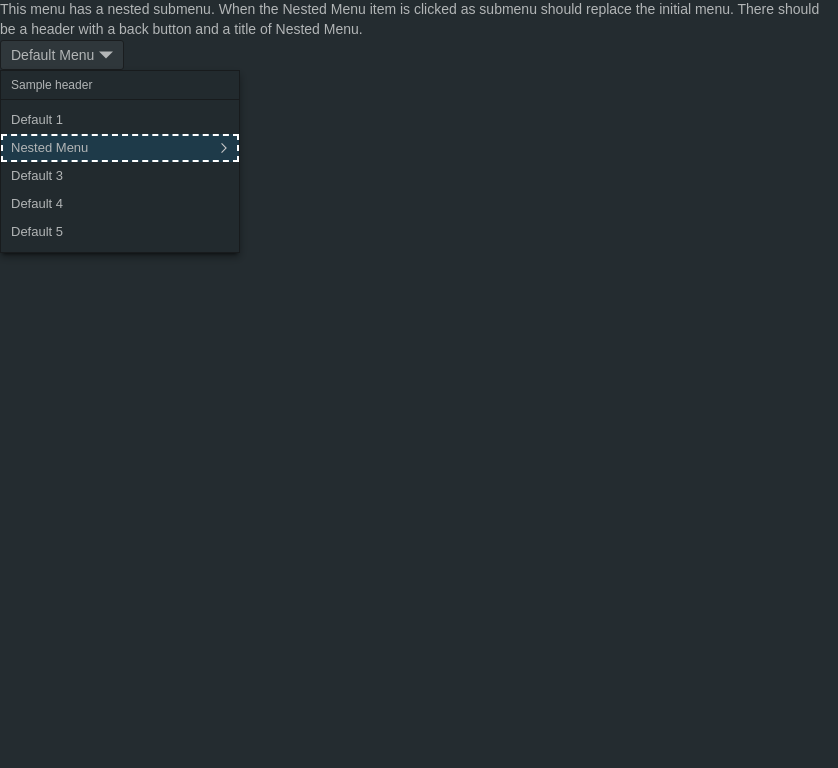 This menu has a nested submenu. When the Nested Menu item is clicked as submenu should replace the initial menu. There should
be a header with a back button and a title of Nested Menu.
Default Menu
Sample header
Default 1
Nested Menu
Default 3
Default 4
Default 5